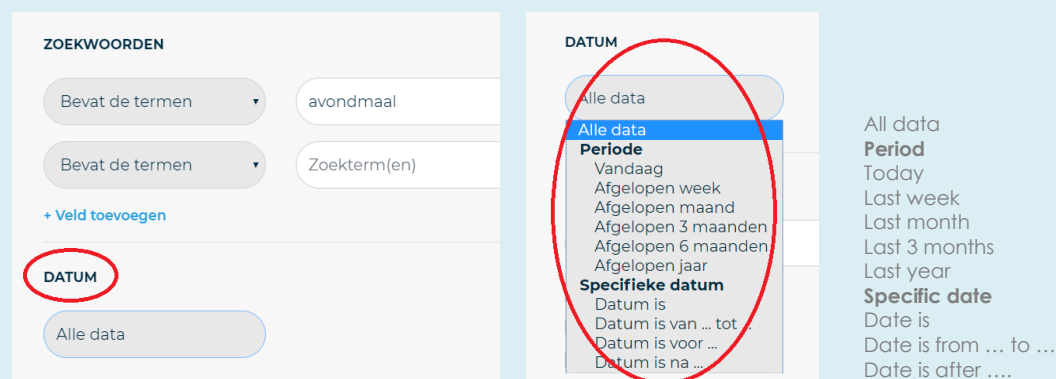 ZOEKWOORDEN
Bevat de termen
avondmaal
Bevat de termen
Zoekterm(en)
+ Veld toevoegen
DATUM
Alle data
DATUM
Alle data
Alle data
Periode
Vandaag
Afgelopen week
Afgelopen maand
Afgelopen 3 maanden
Afgelopen 6 maanden
Afgelopen jaar
Specifieke datum
Datum is
Datum is van ... tot ..
Datum is voor ...
Datum is na ...
All data
Period
Today
Last week
Last month
Last 3 months
Last year
Specific date
Date is
Date is from … to …
Date is after ….